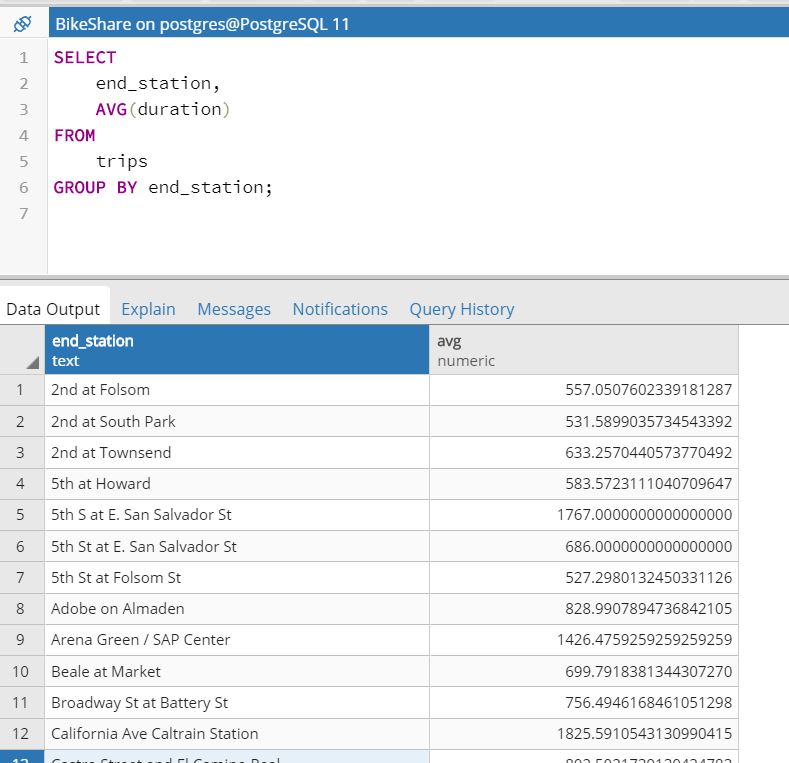 BikeShare on postgres@PostgreSQL 11
1 SELECT
2 end_station,
3 AVG(duration)
4 FROM
5 trips
6 GROUP BY end_station;
7
Data Output Explain Messages Notifications Query History
end_station avg
text numeric
1 2nd at Folsom 557.0507602339181287
2 2nd at South Park 531.5899035734543392
3 2nd at Townsend 633.2570440573770492
4 5th at Howard 583.5723111040709647
5 5th S at E. San Salvador St 1767.0000000000000000
6 5th St at E. San Salvador St 686.0000000000000000
7 5th St at Folsom St 527.2980132450331126
8 Adobe on Almaden 828.9907894736842105
9 Arena Green / SAP Center 1426.4759259259259259
10 Beale at Market 699.7918381344307270
11 Broadway St at Battery St 756.4946168461051298
12 California Ave Caltrain Station 1825.5910543130990415
13 Castro Street and El Camino Real